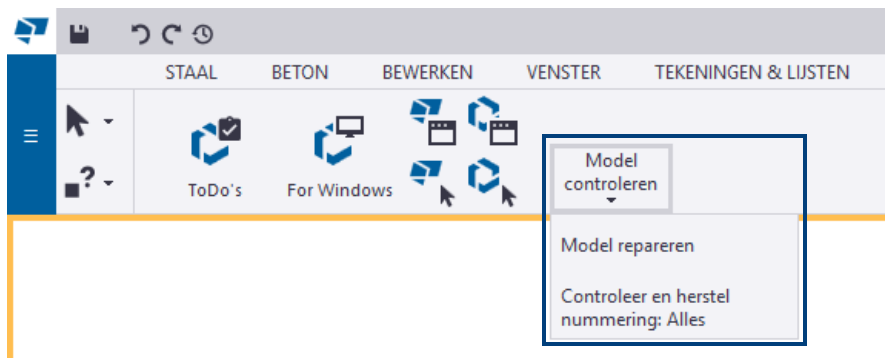 STAAL BETON BEWERKEN VENSTER TEKENINGEN & LIJSTEN
?
ToDo's For Windows
Model
controleren
Model repareren
Controleer en herstel
nummering: Alles